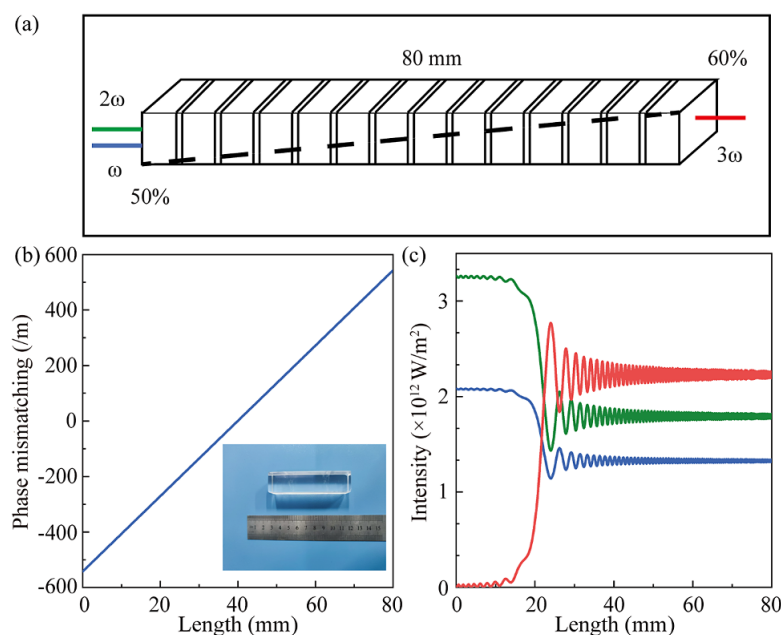 (a)
80 mm
60%
2ω
ω
3ω
50%
(b)
600
400
200
0
-200
-400
-600
Phase mismatching (/m)
0
20
40
60
80
Length (mm)
(c)
3
2
1
0
Intensity (×10¹² W/m²)
0
20
40
60
80
Length (mm)